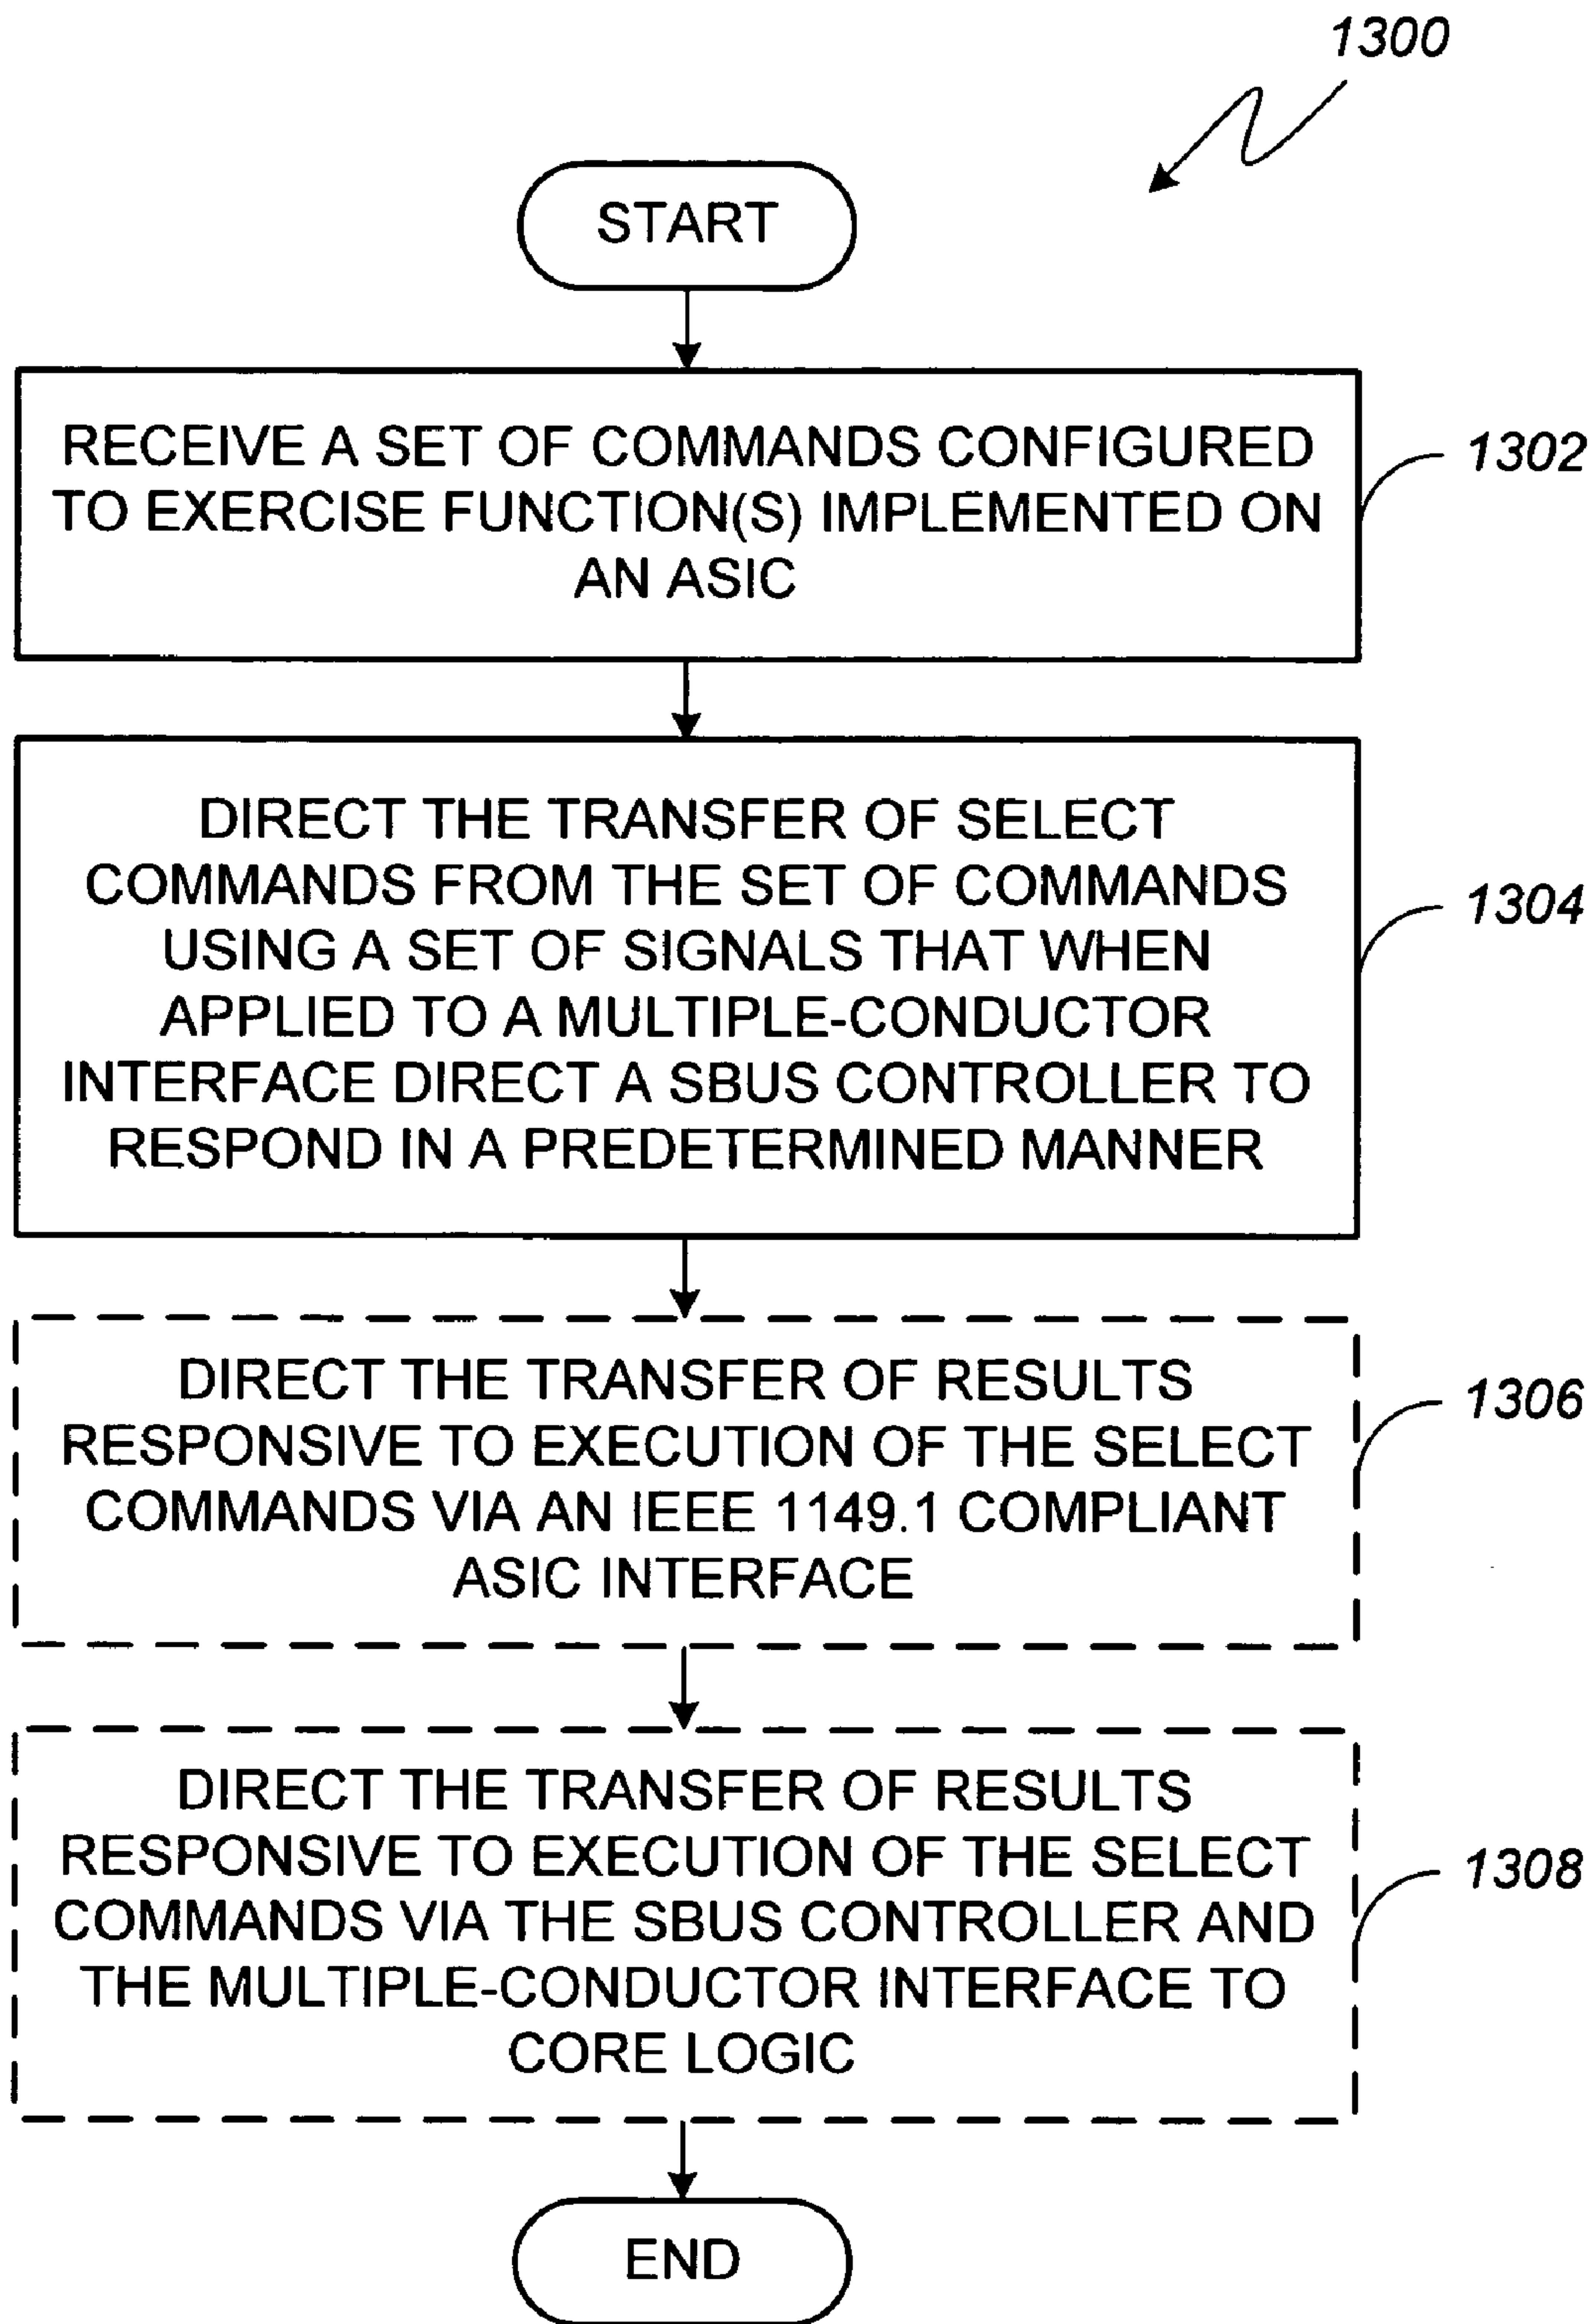 1300
START
RECEIVE A SET OF COMMANDS CONFIGURED
TO EXERCISE FUNCTION(S) IMPLEMENTED ON
AN ASIC
1302
DIRECT THE TRANSFER OF SELECT
COMMANDS FROM THE SET OF COMMANDS
USING A SET OF SIGNALS THAT WHEN
APPLIED TO A MULTIPLE-CONDUCTOR
INTERFACE DIRECT A SBUS CONTROLLER TO
RESPOND IN A PREDETERMINED MANNER
1304
DIRECT THE TRANSFER OF RESULTS
RESPONSIVE TO EXECUTION OF THE SELECT
COMMANDS VIA AN IEEE 1149.1 COMPLIANT
ASIC INTERFACE
1306
DIRECT THE TRANSFER OF RESULTS
RESPONSIVE TO EXECUTION OF THE SELECT
COMMANDS VIA THE SBUS CONTROLLER AND
THE MULTIPLE-CONDUCTOR INTERFACE TO
CORE LOGIC
1308
END